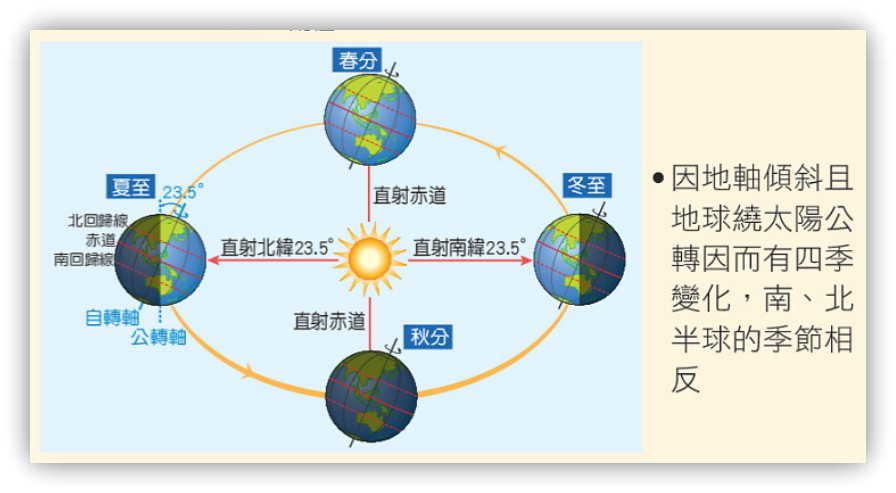 春分
直射赤道
夏至
23.5°
冬至
北回歸線
赤道
南回歸線
直射北緯23.5°
直射南緯23.5°
自轉軸
公轉軸
直射赤道
秋分
•因地軸傾斜且
地球繞太陽公
轉因而有四季
變化，南、北
半球的季節相
反